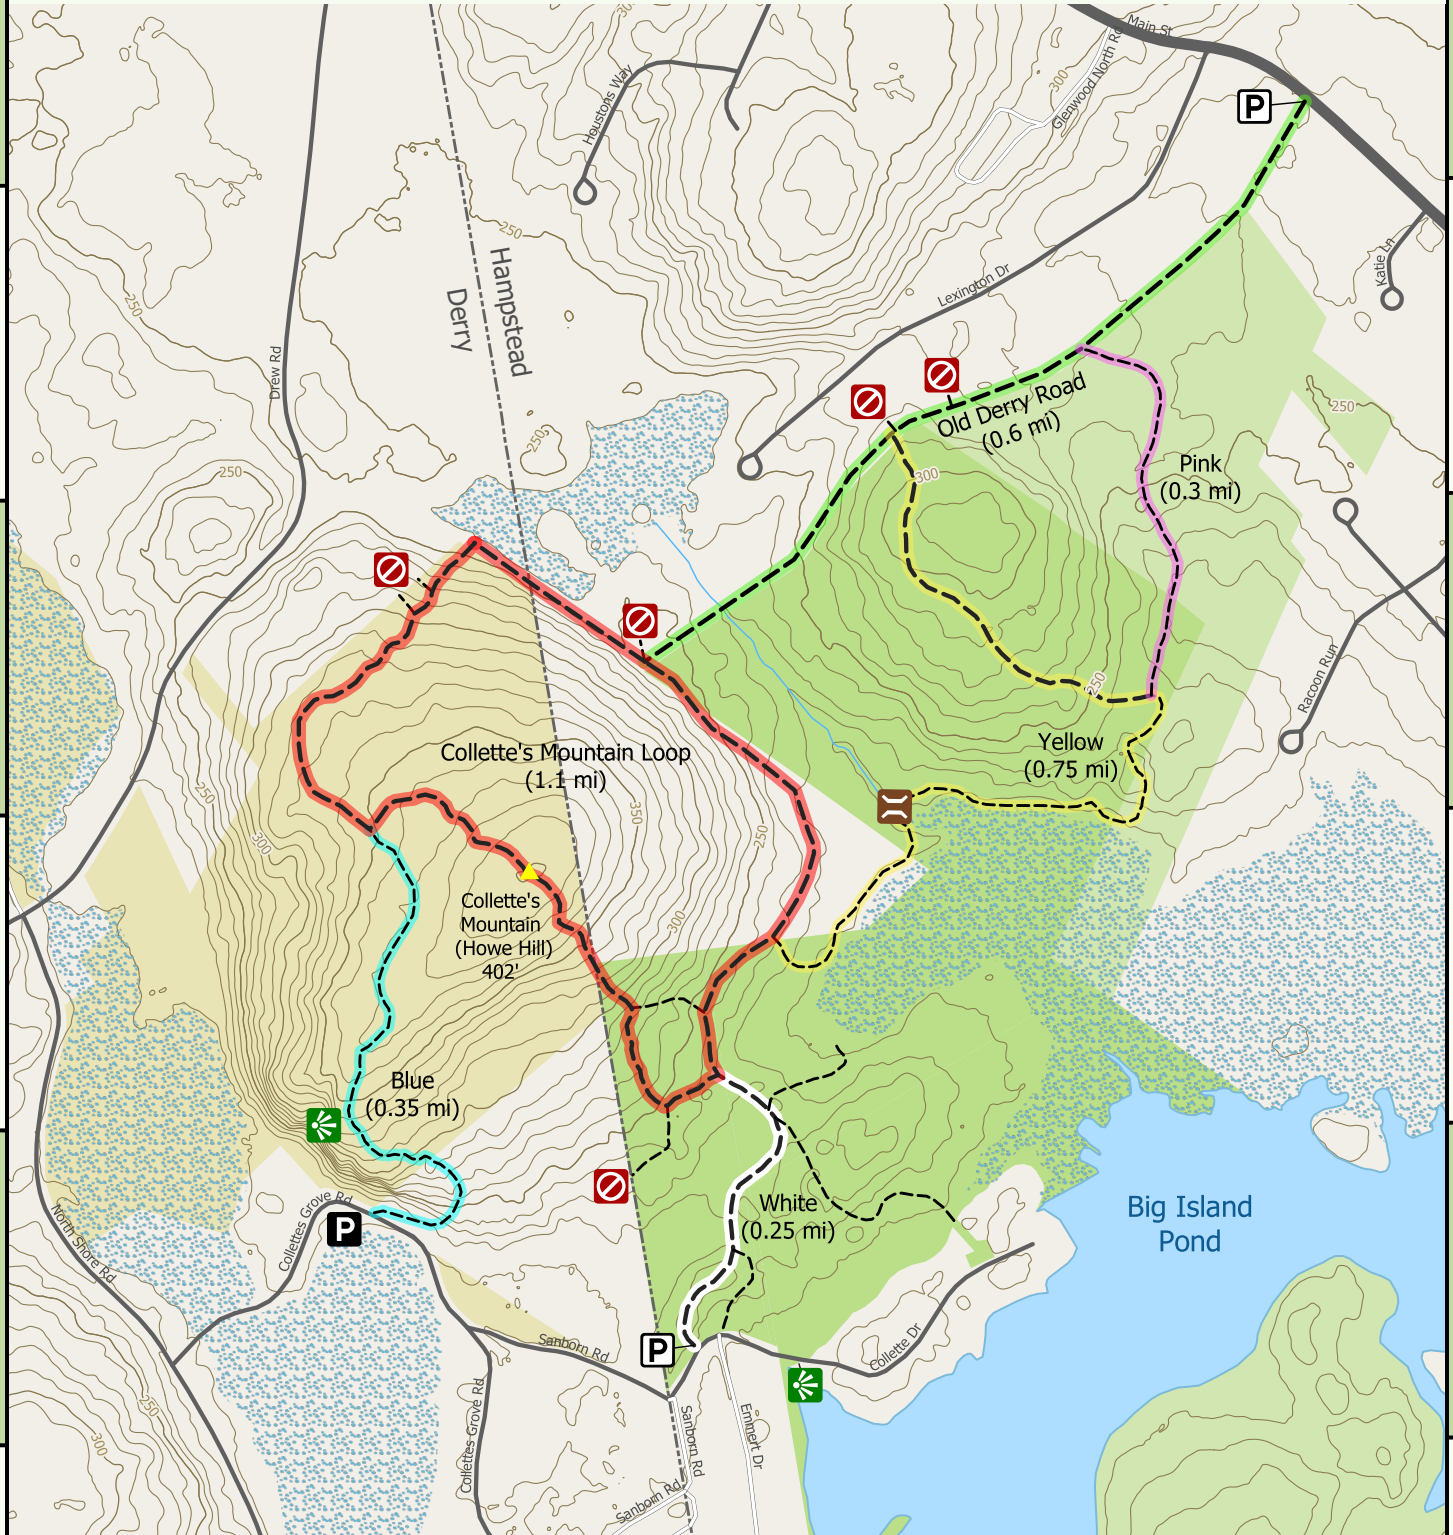 Main St
Glenwood North Rd
300
P
Houstons Way
250
Hampstead
Derry
Katie Ln
Lexington Dr
250
Drew Rd
250
Old Derry Road
(0.6 mi)
250
250
300
Pink
(0.3 mi)
Racoon Run
250
Collette's Mountain Loop
(1.1 mi)
Yellow
(0.75 mi)
250
350
250
300
Collette's
Mountain
(Howe Hill)
402'
300
Blue
(0.35 mi)
White
(0.25 mi)
Big Island
Pond
Collettes Grove Rd
P
North Shore Rd
Sanborn Rd
P
Collette Dr
250
300
Collettes Grove Rd
Sanborn Rd
Emmert Dr
Sanborn Rd